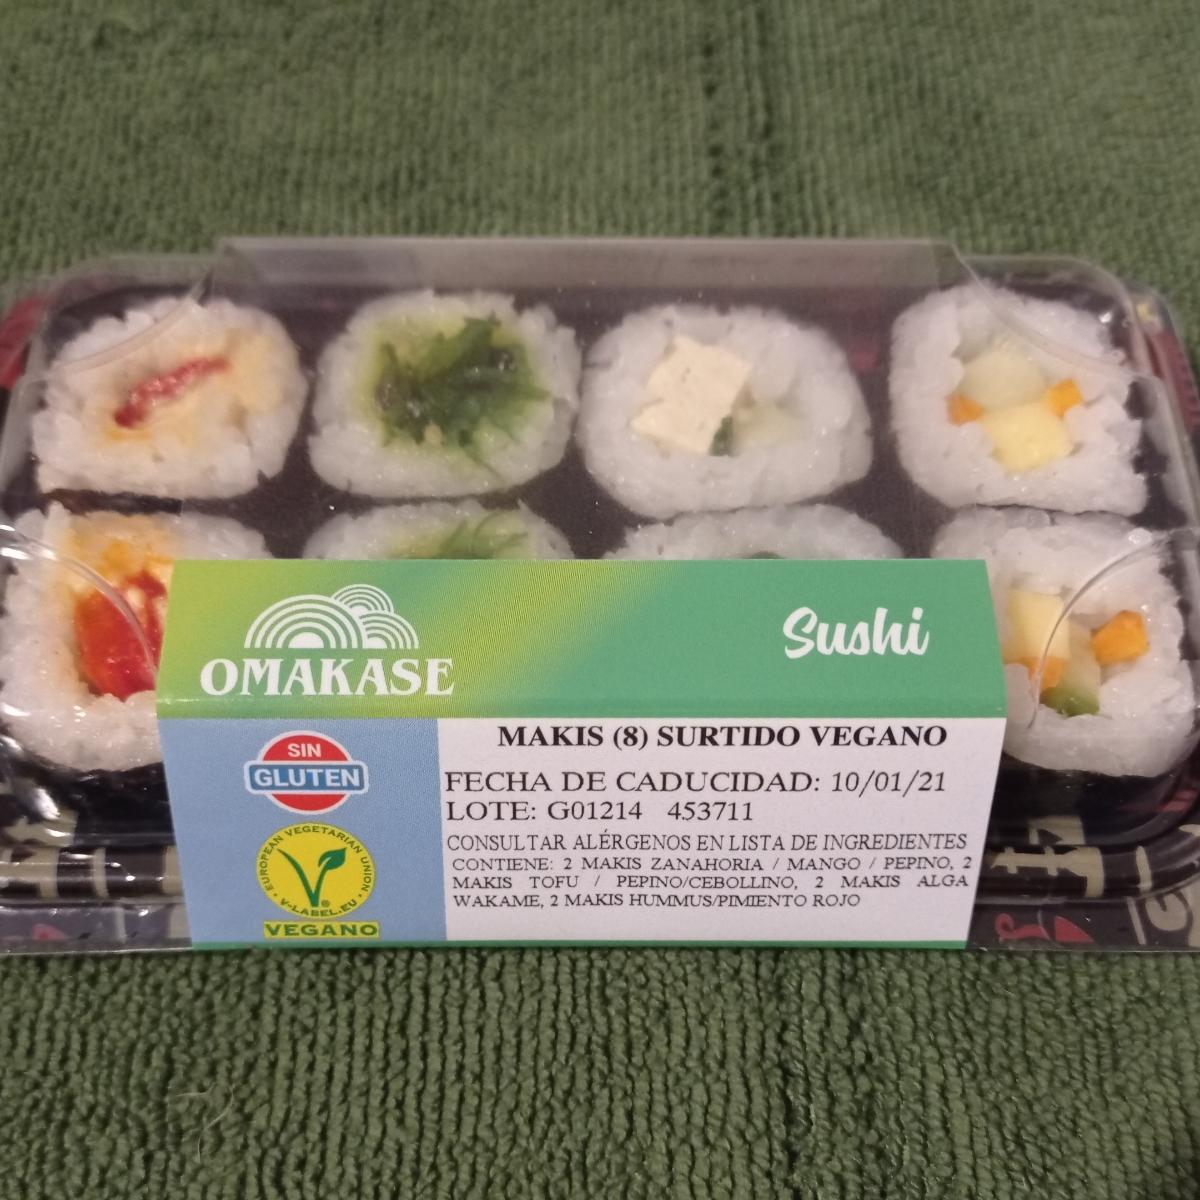 OMAKASE
Sushi
SIN
GLUTEN
EUROPEAN VEGETARIAN UNION
V-LABEL.EU
VEGANO
MAKIS (8) SURTIDO VEGANO
FECHA DE CADUCIDAD: 10/01/21
LOTE: G01214 453711
CONSULTAR ALÉRGENOS EN LISTA DE INGREDIENTES
CONTIENE: 2 MAKIS ZANAHORIA / MANGO / PEPINO, 2
MAKIS TOFU / PEPINO/CEBOLLINO, 2 MAKIS ALGA
WAKAME, 2 MAKIS HUMMUS/PIMIENTO ROJO